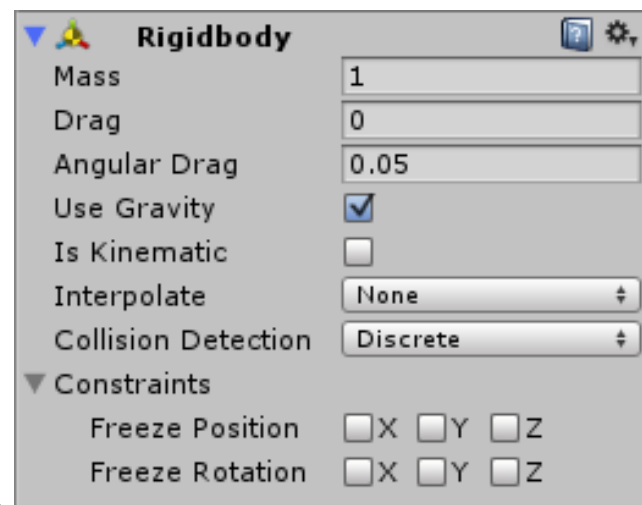 Rigidbody
Mass 1
Drag 0
Angular Drag 0.05
Use Gravity
Is Kinematic
Interpolate None
Collision Detection Discrete
Constraints
Freeze Position X Y Z
Freeze Rotation X Y Z